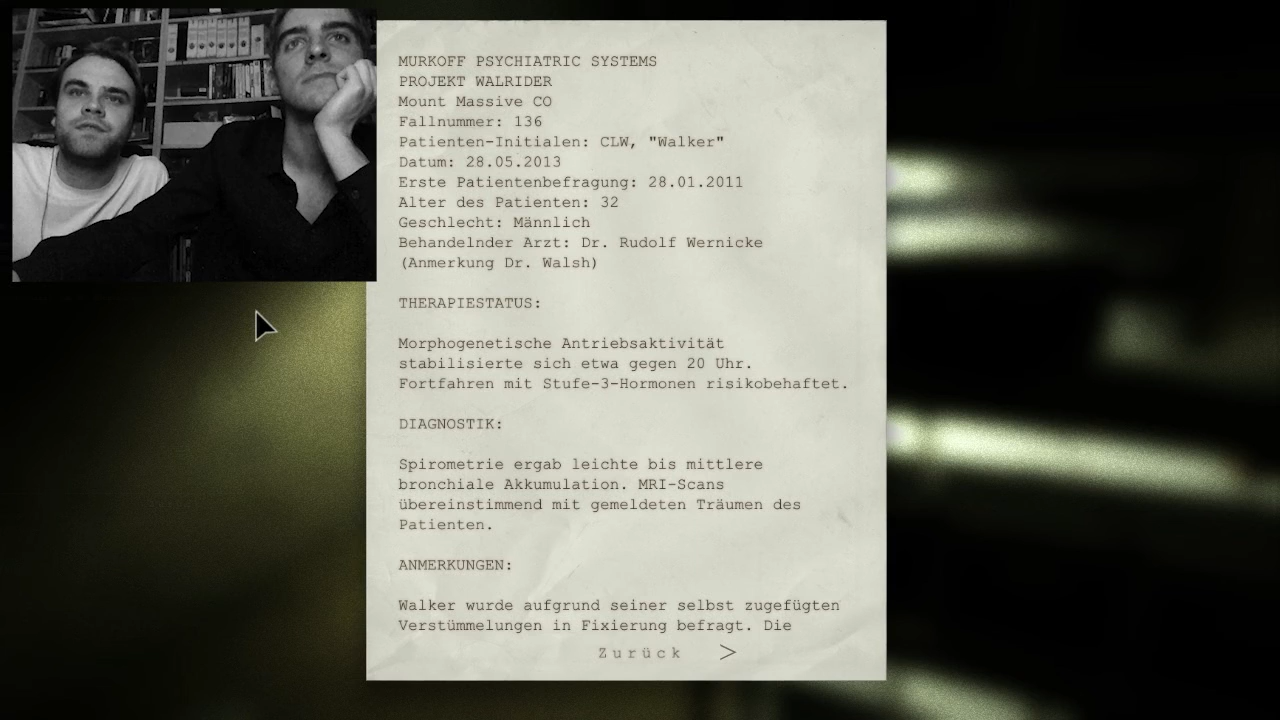 MURKOFF PSYCHIATRIC SYSTEMS
PROJEKT WALRIDER
Mount Massive CO
Fallnummer: 136
Patienten-Initialen: CLW, "Walker"
Datum: 28.05.2013
Erste Patientenbefragung: 28.01.2011
Alter des Patienten: 32
Geschlecht: Männlich
Behandelnder Arzt: Dr. Rudolf Wernicke
(Anmerkung Dr. Walsh)
THERAPIESTATUS:
Morphogenetische Antriebsaktivität
stabilisierte sich etwa gegen 20 Uhr.
Fortfahren mit Stufe-3-Hormonen risikobehaftet.
DIAGNOSTIK:
Spirometrie ergab leichte bis mittlere
bronchiale Akkumulation. MRI-Scans
übereinstimmend mit gemeldeten Träumen des
Patienten.
ANMERKUNGEN:
Walker wurde aufgrund seiner selbst zugefügten
Verstümmelungen in Fixierung befragt. Die
Zurück >